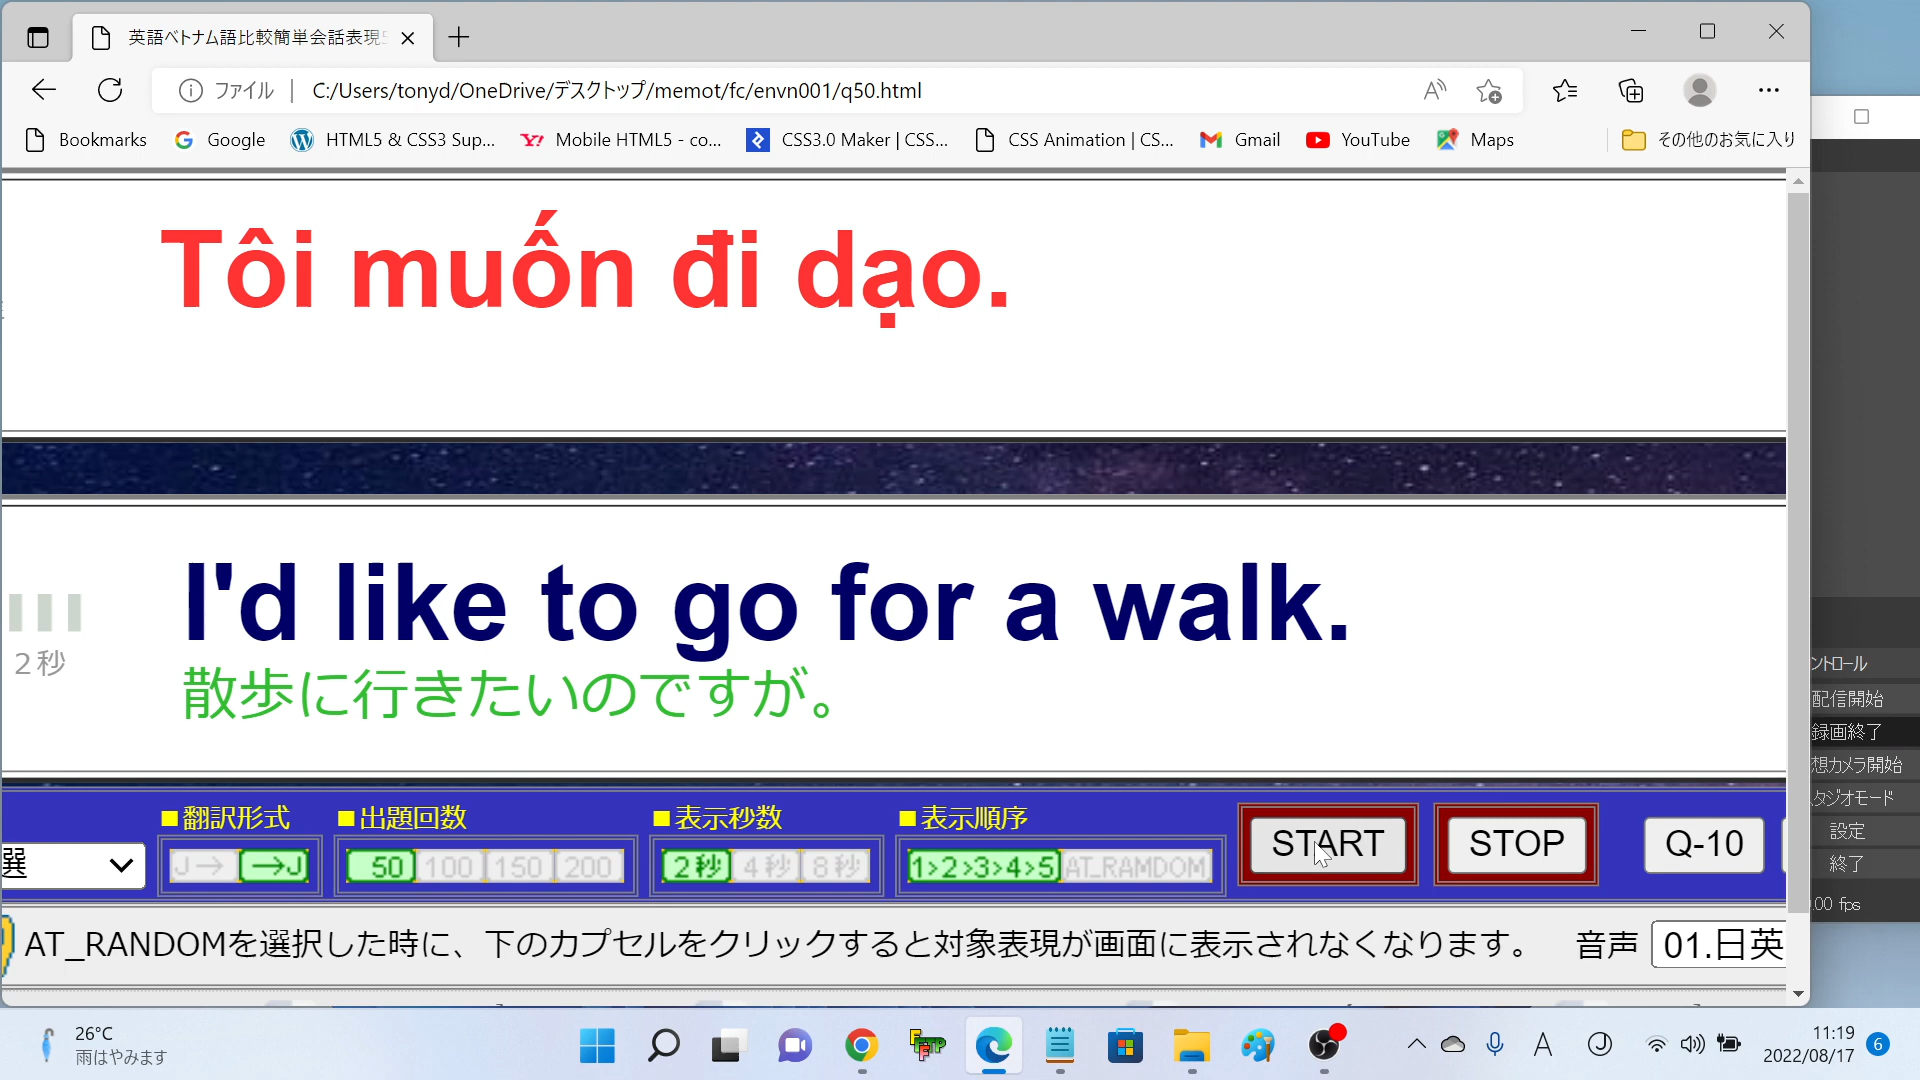 英語ベトナム語比較簡単会話表現
ファイル | C:/Users/tonyd/OneDrive/デスクトップ/memot/fc/envn001/q50.html
Bookmarks Google HTML5 & CSS3 Sup... Mobile HTML5 - co... CSS3.0 Maker | CSS... CSS Animation | CS... Gmail YouTube Maps その他のお気に入り
Tôi muốn đi dạo.
I'd like to go for a walk.
散歩に行きたいのですが。
2秒
ントロール
配信開始
録画終了
想カメラ開始
タジオモード
設定
終了
.00 fps
■翻訳形式 ■出題回数 ■表示秒数 ■表示順序
選 J→ →J 50 100 150 200 2秒 4秒 8秒 1>2>3>4>5 AT_RAMDOM START STOP Q-10
AT_RANDOMを選択した時に、下のカプセルをクリックすると対象表現が画面に表示されなくなります。 音声 01.日英
26°C
雨はやみます
A J
11:19
2022/08/17 6